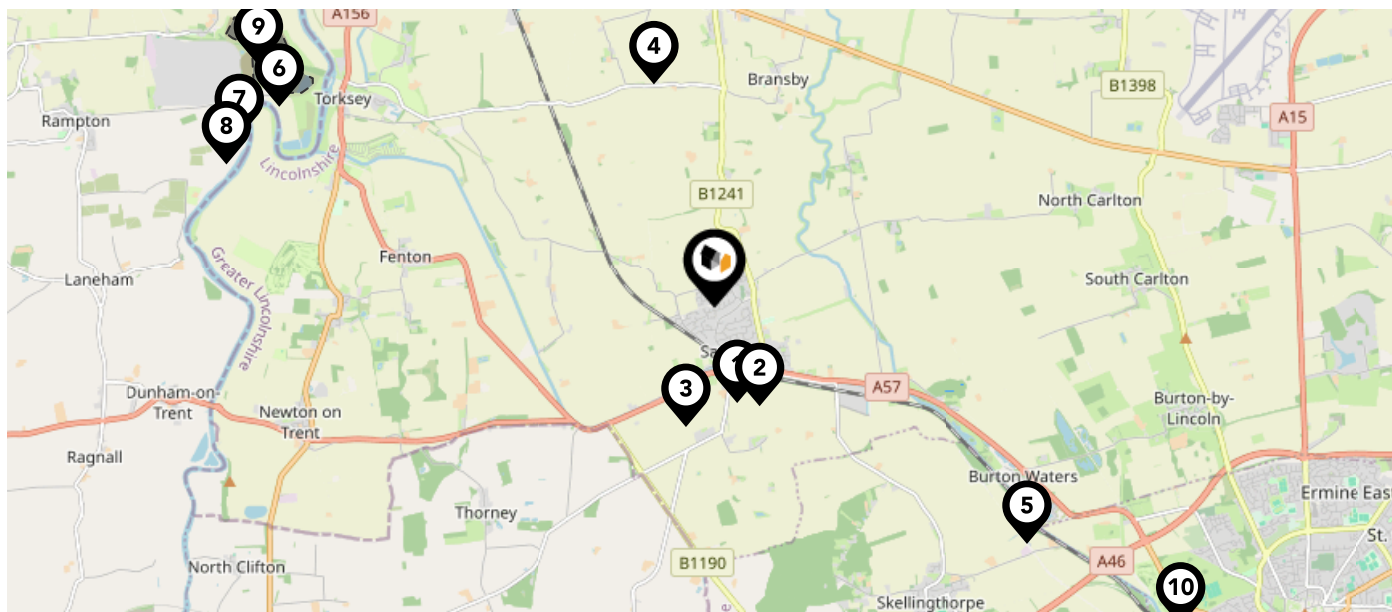 A156
9
4
6
Bransby
B1398
Torksey
7
A15
Rampton
8
Lincolnshire
B1241
North Carlton
Fenton
Laneham
South Carlton
Greater Lincolnshire
1
2
3
A57
Dunham-on-
Trent
Newton on
Trent
Burton-by-
Lincoln
Ragnall
Burton Waters
5
Ermine East
Thorney
St.
North Clifton
B1190
A46
10
Skellingthorpe